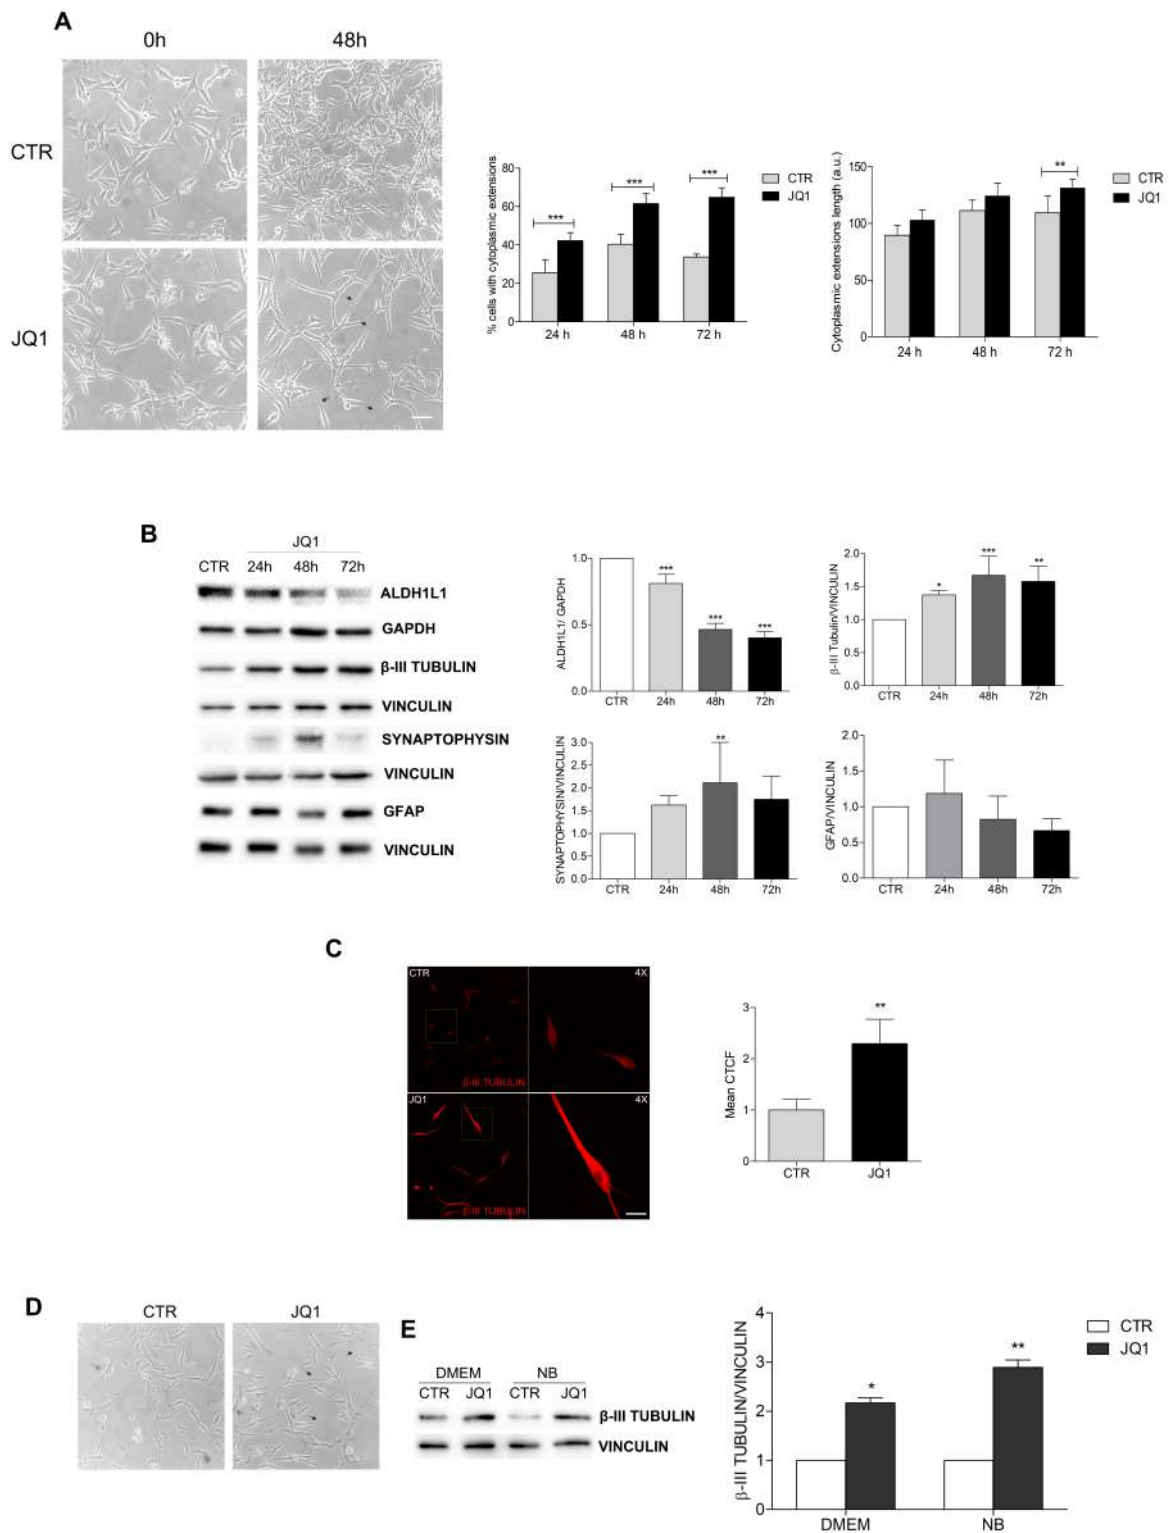 A
0h
48h
CTR
JQ1
% cells with cytoplasmic extensions
80
60
40
20
0
***
***
***
24 h
48 h
72 h
CTR
JQ1
Cytoplasmic extensions length (a.u.)
150
100
50
0
**
24 h
48 h
72 h
CTR
JQ1
B
JQ1
CTR
24h
48h
72h
ALDH1L1
GAPDH
β-III TUBULIN
VINCULIN
SYNAPTOPHYSIN
VINCULIN
GFAP
VINCULIN
ALDH1L1/ GAPDH
1.0
0.5
0.0
***
***
***
CTR
24h
48h
72h
β-III Tubulin/VINCULIN
2.0
1.5
1.0
0.5
0.0
*
***
**
CTR
24h
48h
72h
SYNAPTOPHYSIN/VINCULIN
3.0
2.5
2.0
1.5
1.0
0.5
0.0
**
CTR
24h
48h
72h
GFAP/VINCULIN
2.0
1.5
1.0
0.5
0.0
CTR
24h
48h
72h
C
CTR
4X
β-III TUBULIN
JQ1
4X
β-III TUBULIN
Mean CTCF
3
2
1
0
**
CTR
JQ1
D
CTR
JQ1
E
DMEM
NB
CTR
JQ1
CTR
JQ1
β-III TUBULIN
VINCULIN
β-III TUBULIN/VINCULIN
4
3
2
1
0
*
**
DMEM
NB
CTR
JQ1